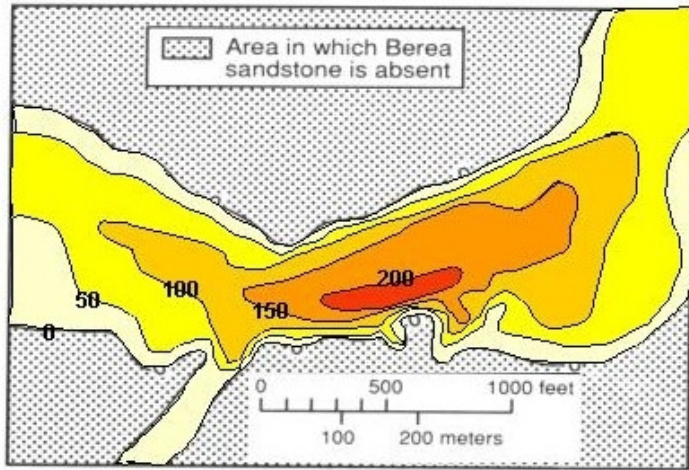 Area in which Berea
sandstone is absent
200
100
150
50
0
0 500 1000 feet
100 200 meters